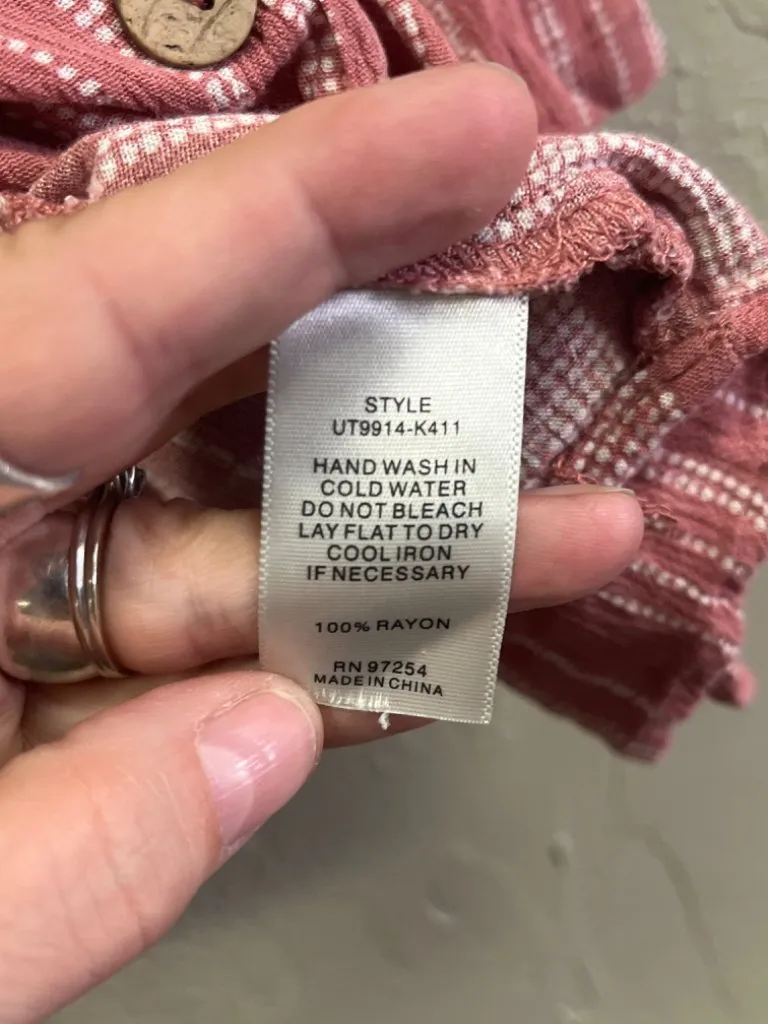 STYLE
UT9914-K411
HAND WASH IN
COLD WATER
DO NOT BLEACH
LAY FLAT TO DRY
COOL IRON
IF NECESSARY
100% RAYON
RN 97254
MADE IN CHINA